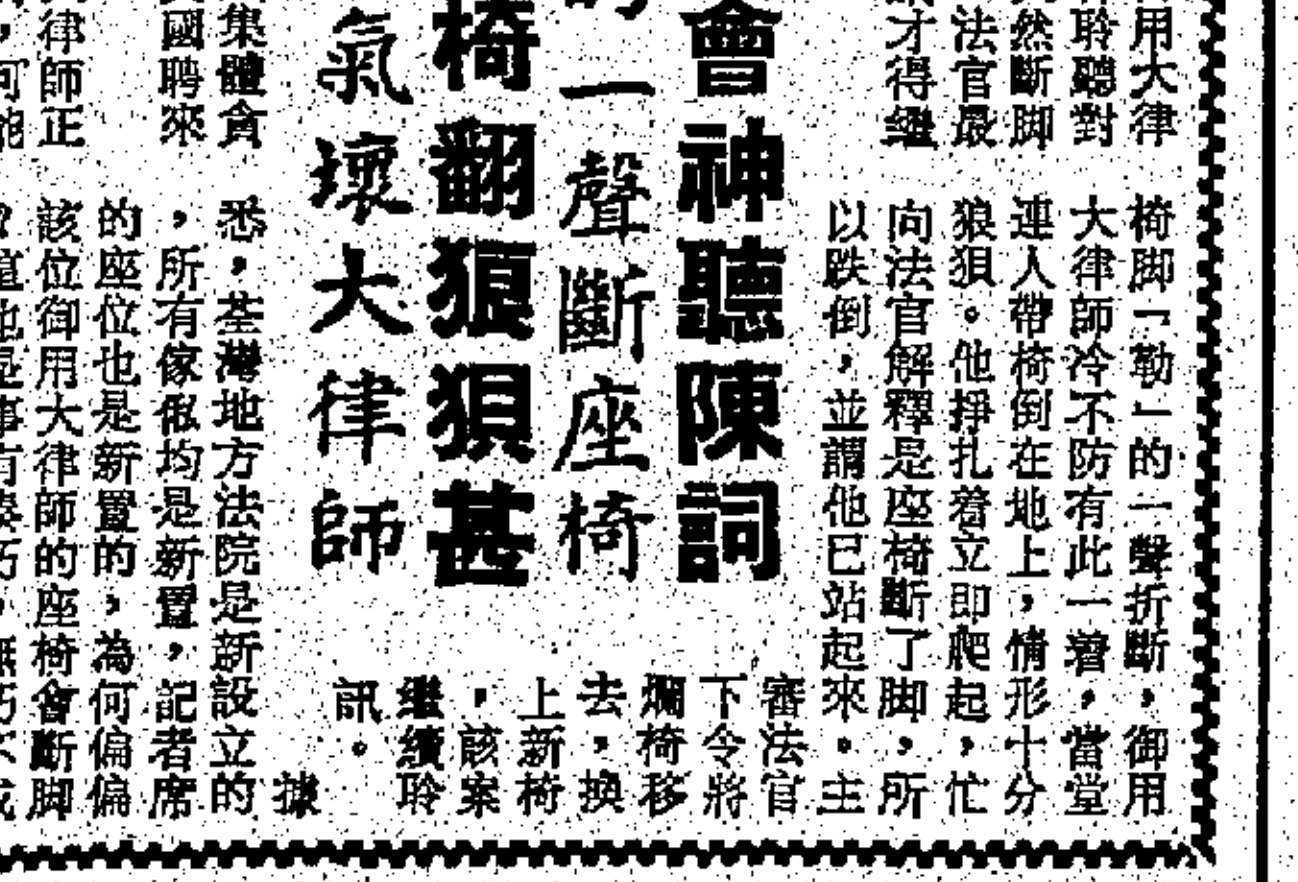 用大律
聆聽對
然斷脚
法官最
才得繼
會神聽陳詞
一聲斷座椅
椅翻狼狽甚
氣壞大律師
集體貪
國聘來
律師正
椅脚「勒」的一聲折斷,御用
大律師冷不防有此一着,當堂
連人帶椅倒在地上,情形十分
狼狽。他掙扎着立即爬起,忙
向法官解釋是座椅斷了脚,所
以跌倒,並謂他已站起來。主
審法官
下令將
爛椅移
去,換
上新椅
,該案
繼續聆
訊。
據
悉,荃灣地方法院是新設立的
,所有傢俬均是新置,記者席
的座位也是新置的,為何偏偏
該位御用大律師的座椅會斷脚